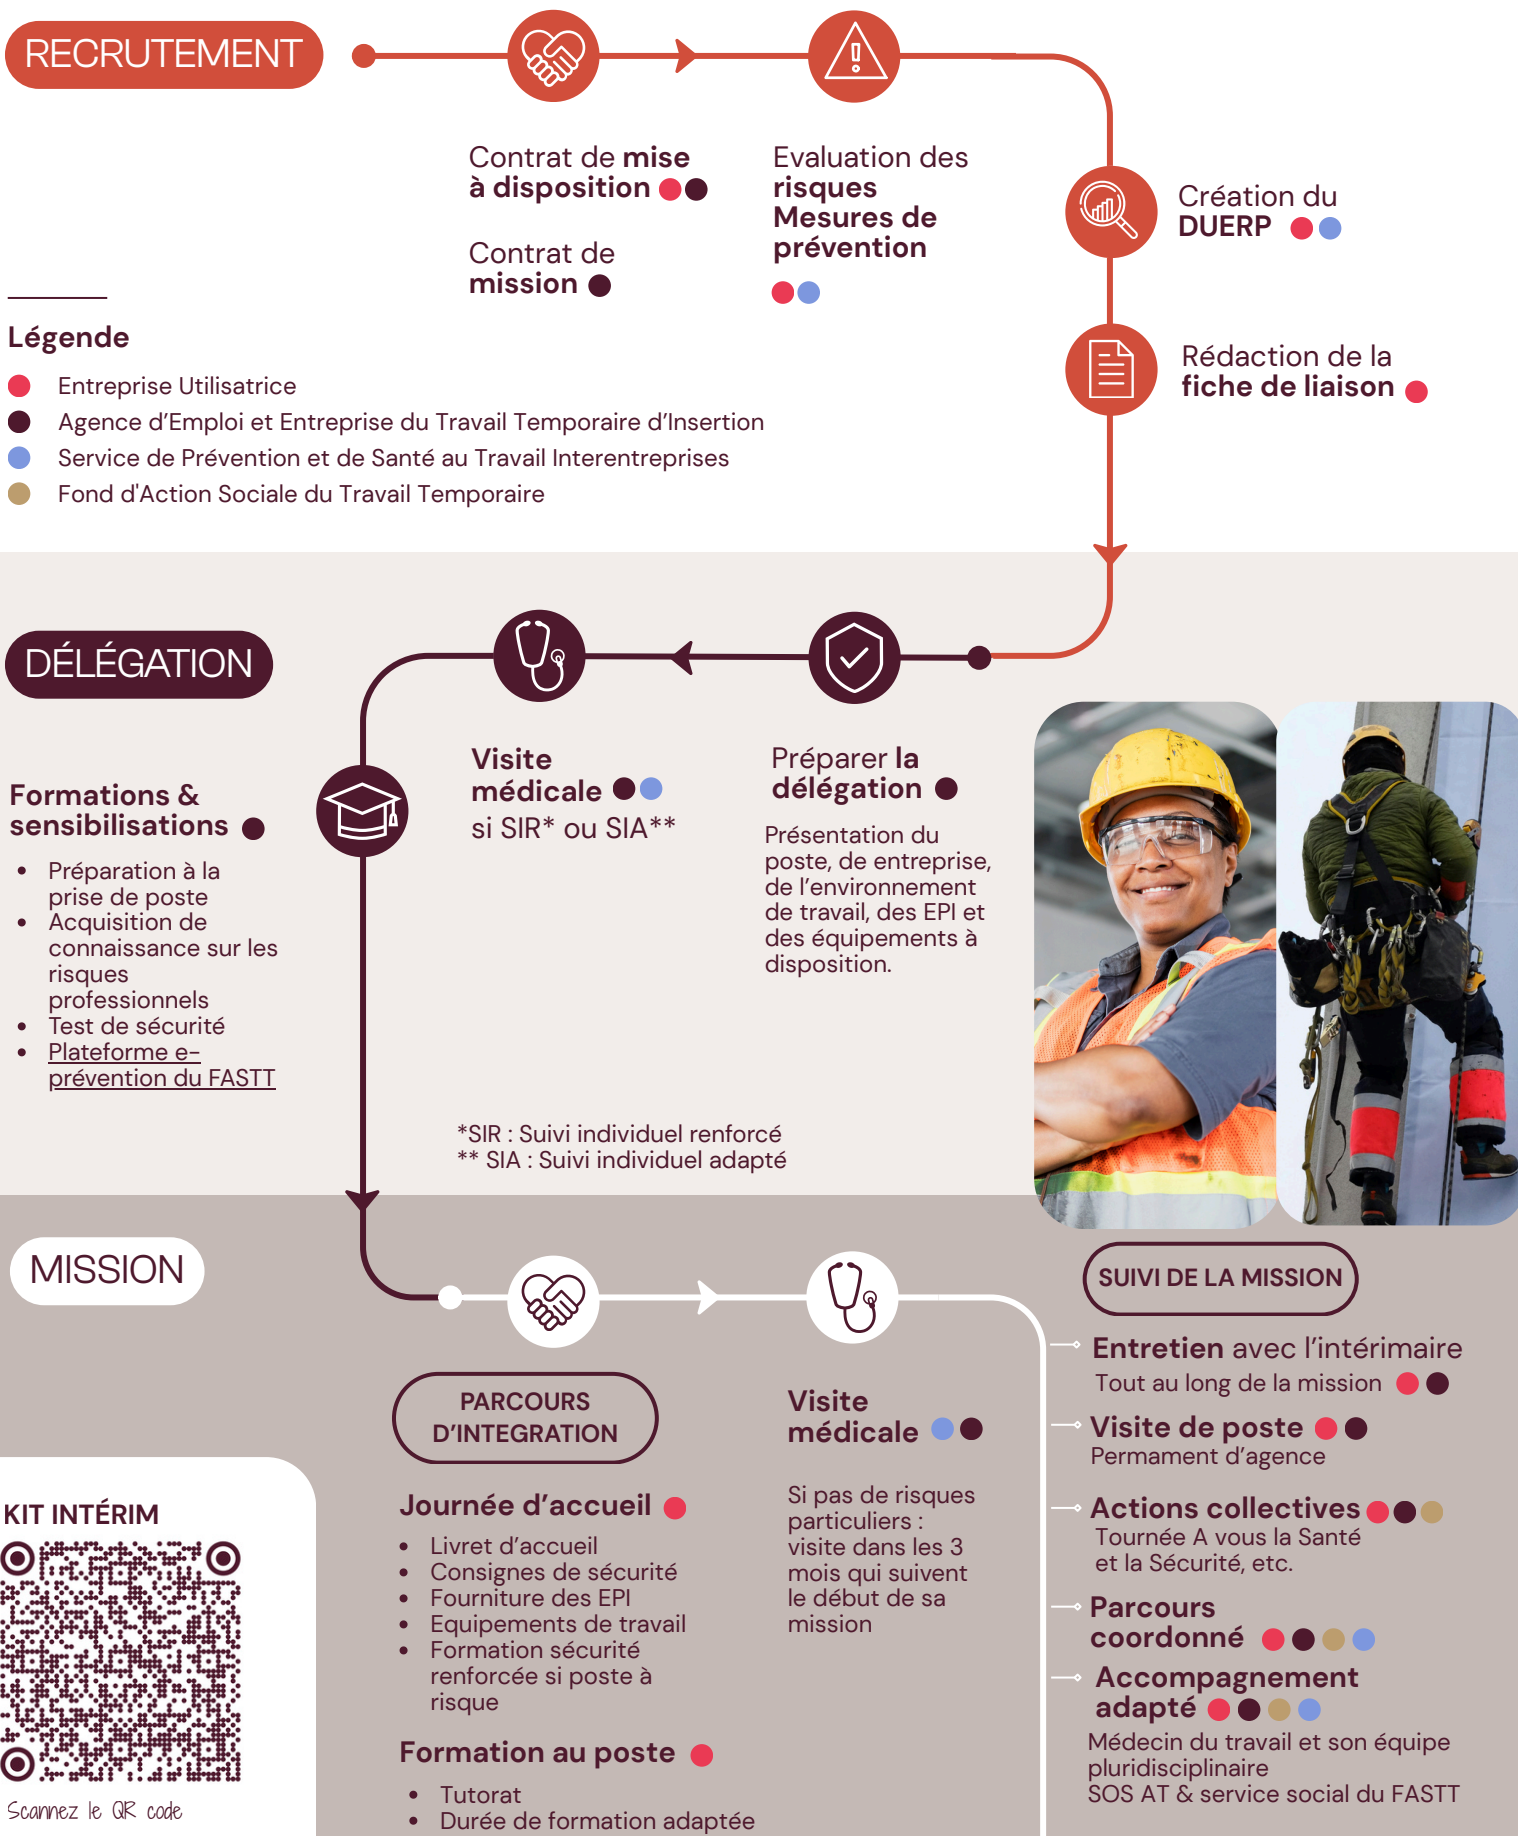 RECRUTEMENT
Contrat de mise
à disposition
Contrat de
mission
Evaluation des
risques
Mesures de
prévention
Création du
DUERP
Rédaction de la
fiche de liaison
Légende
Entreprise Utilisatrice
Agence d'Emploi et Entreprise du Travail Temporaire d'Insertion
Service de Prévention et de Santé au Travail Interentreprises
Fond d'Action Sociale du Travail Temporaire
DÉLÉGATION
Formations &
sensibilisations
• Préparation à la
prise de poste
• Acquisition de
connaissance sur les
risques
professionnels
• Test de sécurité
• Plateforme e-
prévention du FASTT
Visite
médicale
si SIR* ou SIA**
Préparer la
délégation
Présentation du
poste, de entreprise,
de l'environnement
de travail, des EPI et
des équipements à
disposition.
*SIR : Suivi individuel renforcé
** SIA : Suivi individuel adapté
MISSION
PARCOURS
D'INTEGRATION
Journée d'accueil
• Livret d'accueil
• Consignes de sécurité
• Fourniture des EPI
• Equipements de travail
• Formation sécurité
renforcée si poste à
risque
Formation au poste
• Tutorat
• Durée de formation adaptée
Visite
médicale
Si pas de risques
particuliers :
visite dans les 3
mois qui suivent
le début de sa
mission
SUIVI DE LA MISSION
Entretien avec l'intérimaire
Tout au long de la mission
Visite de poste
Permament d'agence
Actions collectives
Tournée A vous la Santé
et la Sécurité, etc.
Parcours
coordonné
Accompagnement
adapté
Médecin du travail et son équipe
pluridisciplinaire
SOS AT & service social du FASTT
KIT INTÉRIM
Scannez le QR code